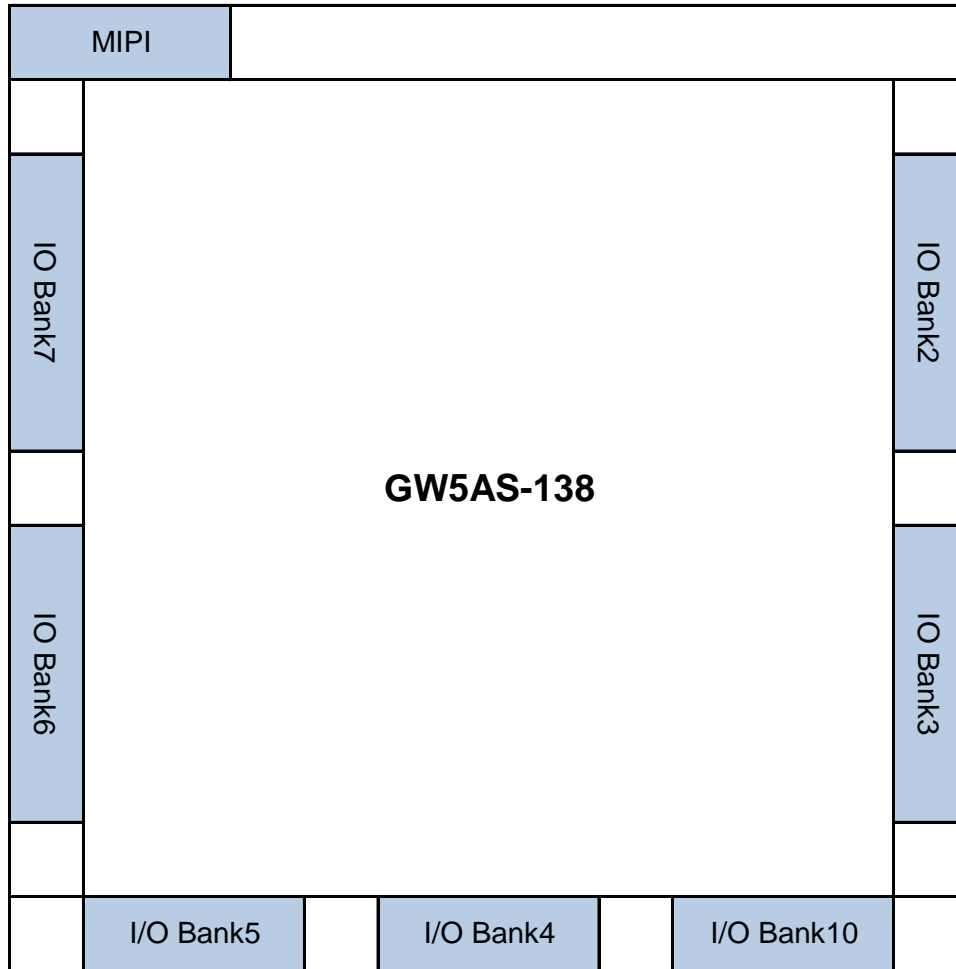 MIPI
IO Bank7
IO Bank2
GW5AS-138
IO Bank6
IO Bank3
I/O Bank5
I/O Bank4
I/O Bank10